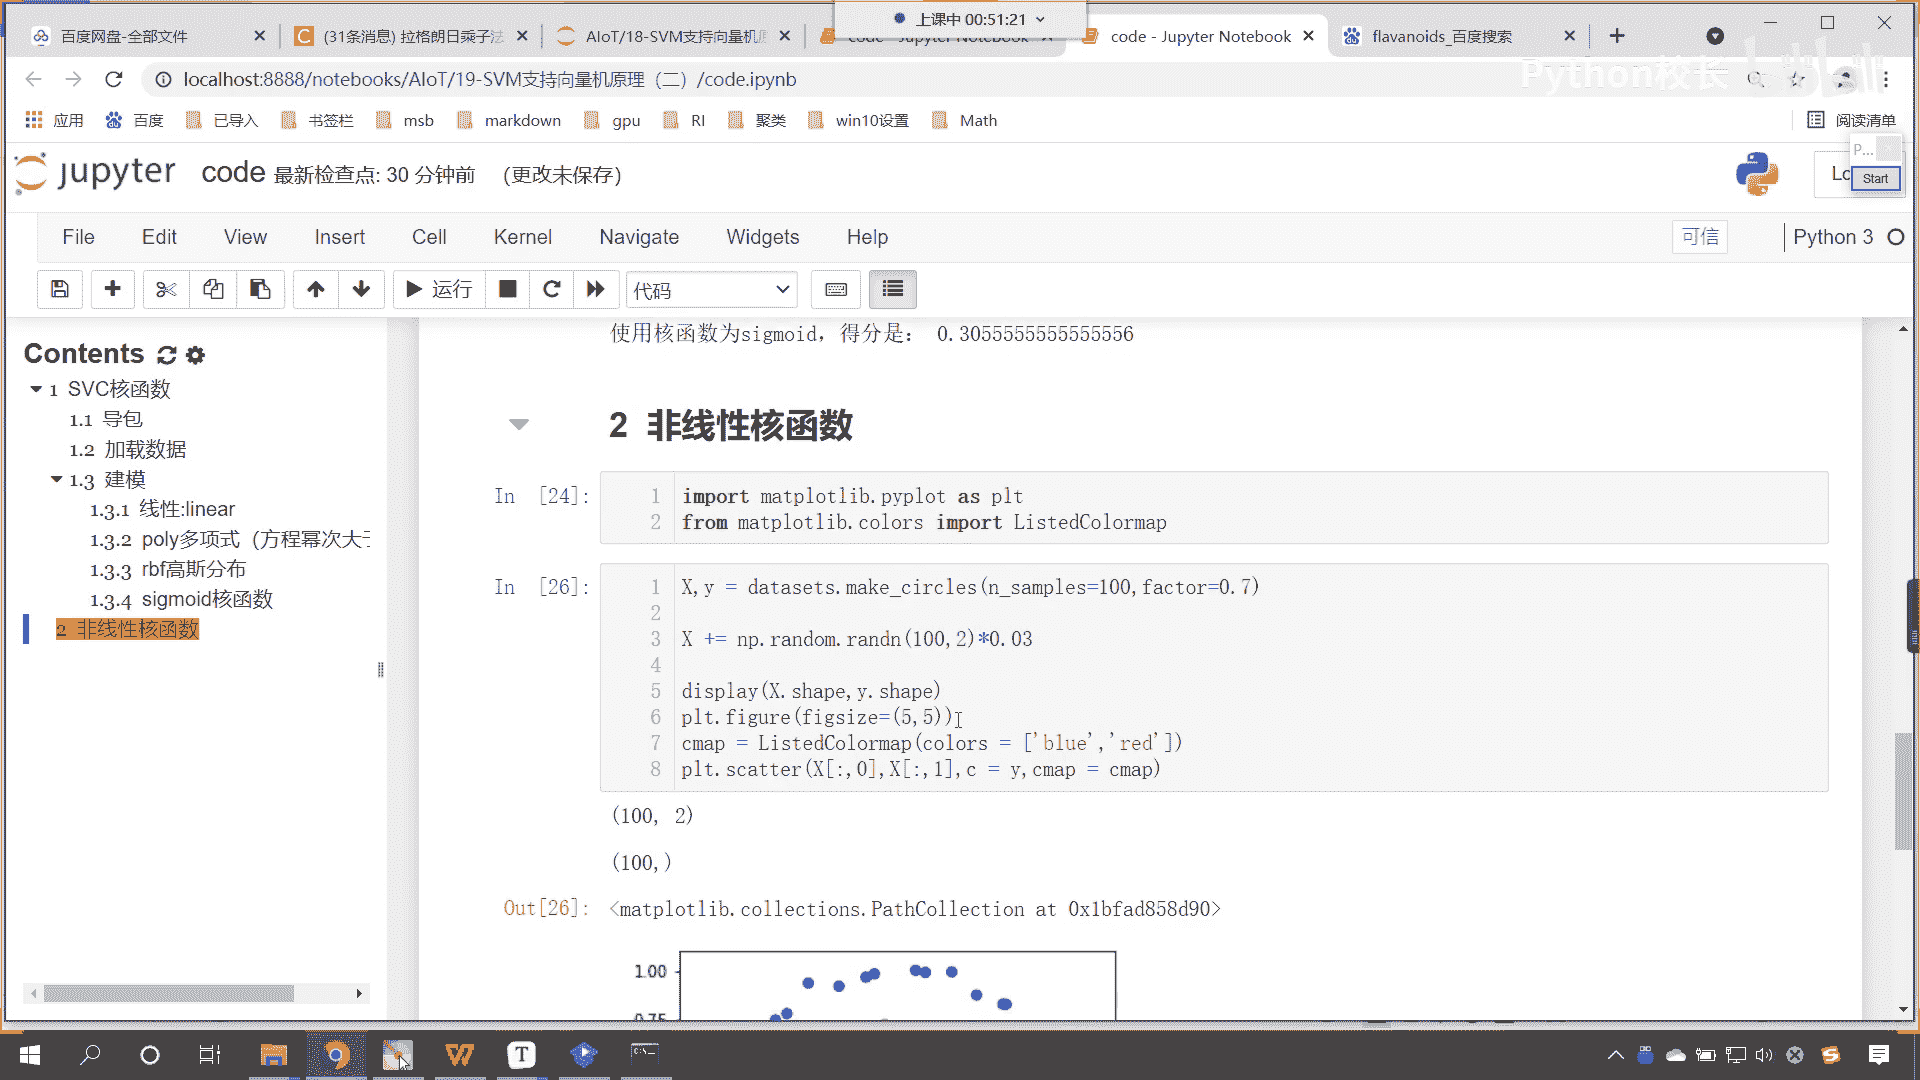 上课中 00:51:21
百度网盘-全部文件
(31条消息) 拉格朗日乘子法
AIoT/18-SVM支持向量机原
code - Jupyter Notebook
code - Jupyter Notebook
flavanoids_百度搜索
localhost:8888/notebooks/AIoT/19-SVM支持向量机原理（二）/code.ipynb
Python校长
bilibili
应用
百度
已导入
书签栏
msb
markdown
gpu
RI
聚类
win10设置
Math
阅读清单
P...
Start
jupyter
code 最新检查点: 30 分钟前 (更改未保存)
Lo
File
Edit
View
Insert
Cell
Kernel
Navigate
Widgets
Help
可信
Python 3
运行
代码
Contents
1 SVC核函数
1.1 导包
1.2 加载数据
1.3 建模
1.3.1 线性:linear
1.3.2 poly多项式（方程幂次大于
1.3.3 rbf高斯分布
1.3.4 sigmoid核函数
2 非线性核函数
使用核函数为sigmoid，得分是： 0.3055555555555556
2 非线性核函数
In [24]:
1 import matplotlib.pyplot as plt
2 from matplotlib.colors import ListedColormap
In [26]:
1 X,y = datasets.make_circles(n_samples=100,factor=0.7)
2
3 X += np.random.randn(100,2)*0.03
4
5 display(X.shape,y.shape)
6 plt.figure(figsize=(5,5))
7 cmap = ListedColormap(colors = ['blue','red'])
8 plt.scatter(X[:,0],X[:,1],c = y,cmap = cmap)
(100, 2)
(100,)
Out[26]: <matplotlib.collections.PathCollection at 0x1bfad858d90>
1.00
0.75